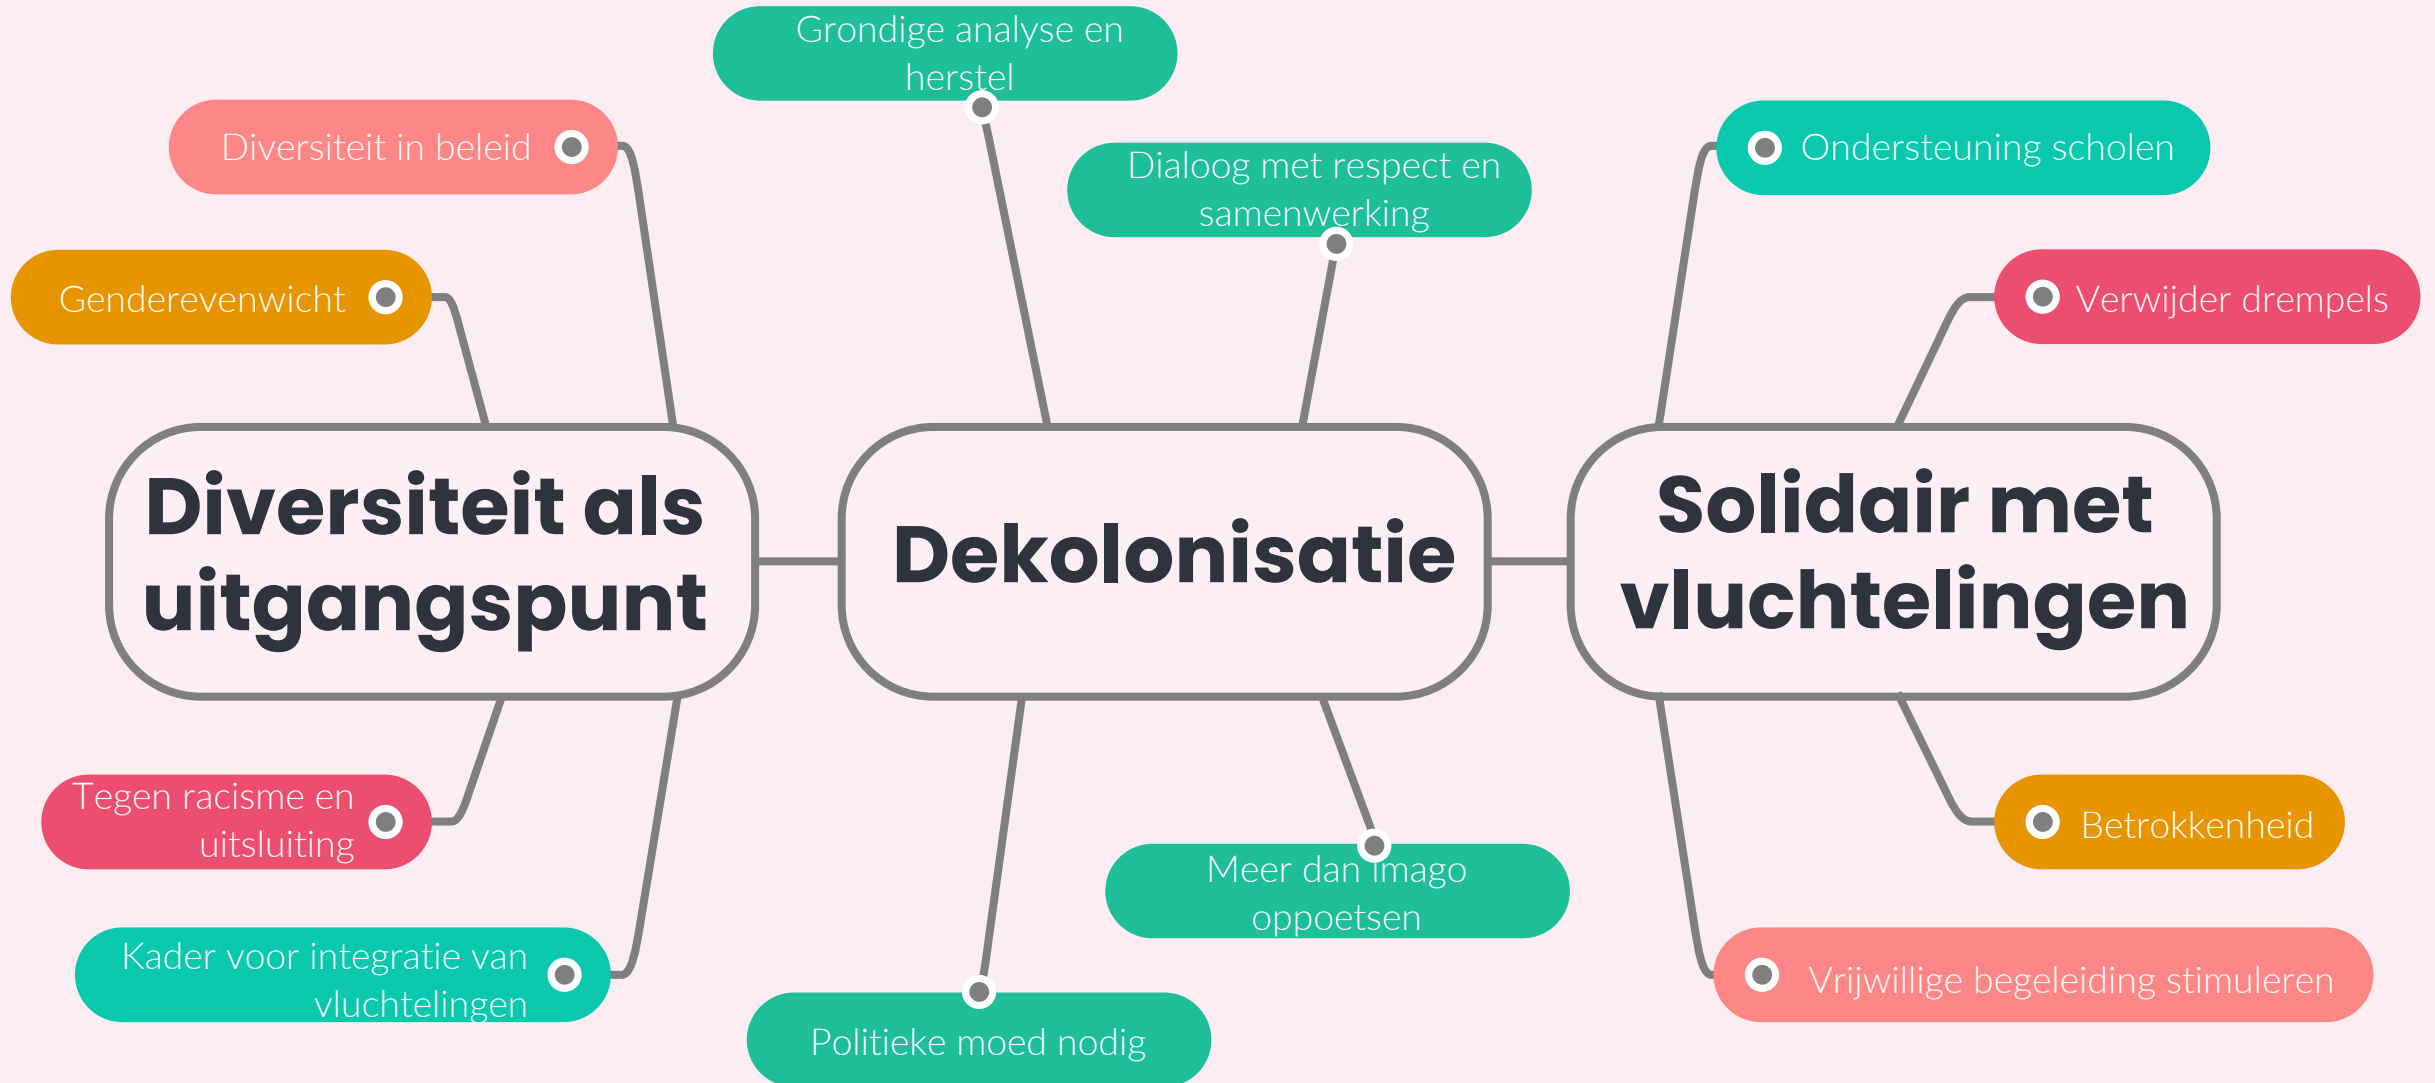 Grondige analyse en
herstel
Diversiteit in beleid
Dialoog met respect en
samenwerking
Ondersteuning scholen
Genderevenwicht
Verwijder drempels
Diversiteit als
uitgangspunt
Dekolonisatie
Solidair met
vluchtelingen
Tegen racisme en
uitsluiting
Meer dan imago
oppoetsen
Betrokkenheid
Kader voor integratie van
vluchtelingen
Vrijwillige begeleiding stimuleren
Politieke moed nodig